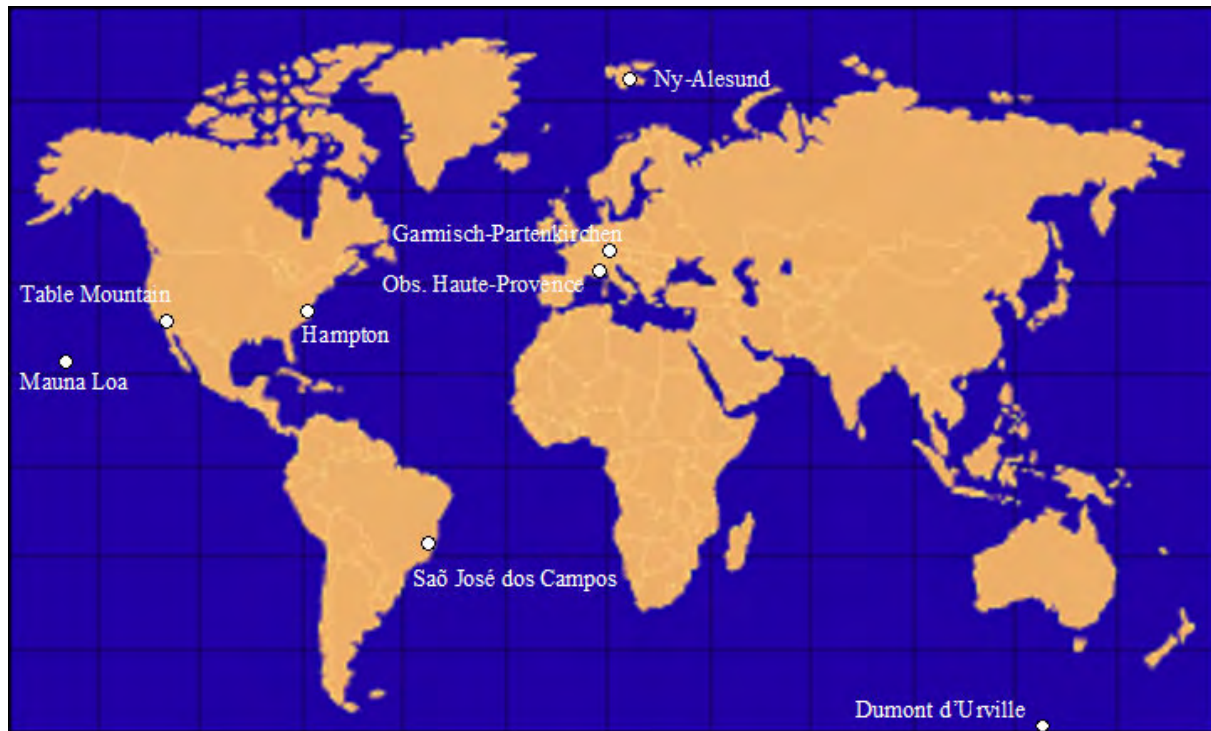 Ny-Alesund
Garmisch-Partenkirchen
Obs. Haute-Provence
Table Mountain
Hampton
Mauna Loa
Saõ José dos Campos
Dumont d’Urville